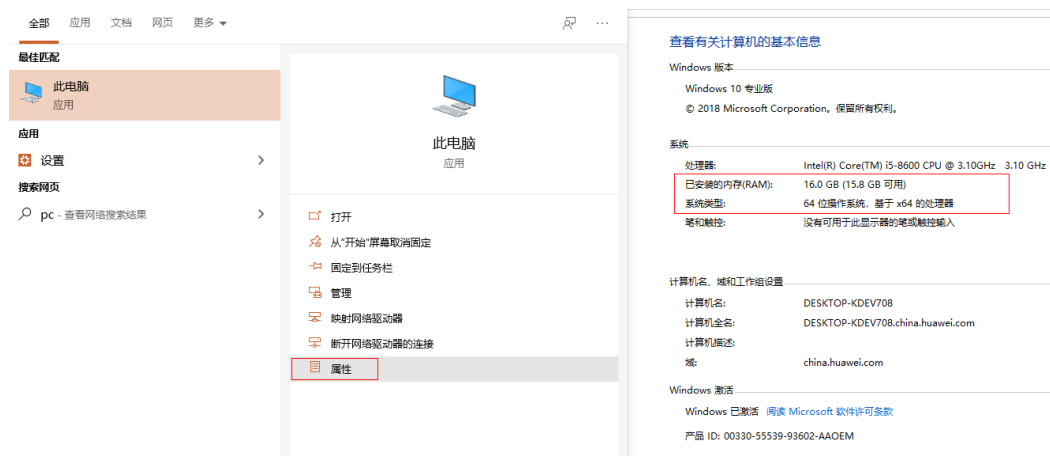 全部 应用 文档 网页 更多
最佳匹配
此电脑
应用
应用
设置
搜索网页
pc - 查看网络搜索结果
此电脑
应用
打开
从"开始"屏幕取消固定
固定到任务栏
管理
映射网络驱动器
断开网络驱动器的连接
属性
查看有关计算机的基本信息
Windows 版本
Windows 10 专业版
© 2018 Microsoft Corporation。保留所有权利。
系统
处理器: Intel(R) Core(TM) i5-8600 CPU @ 3.10GHz 3.10 GHz
已安装的内存(RAM): 16.0 GB (15.8 GB 可用)
系统类型: 64 位操作系统, 基于 x64 的处理器
笔和触控: 没有可用于此显示器的笔或触控输入
计算机名、域和工作组设置
计算机名: DESKTOP-KDEV708
计算机全名: DESKTOP-KDEV708.china.huawei.com
计算机描述:
域: china.huawei.com
Windows 激活
Windows 已激活 阅读 Microsoft 软件许可条款
产品 ID: 00330-55539-93602-AAOEM